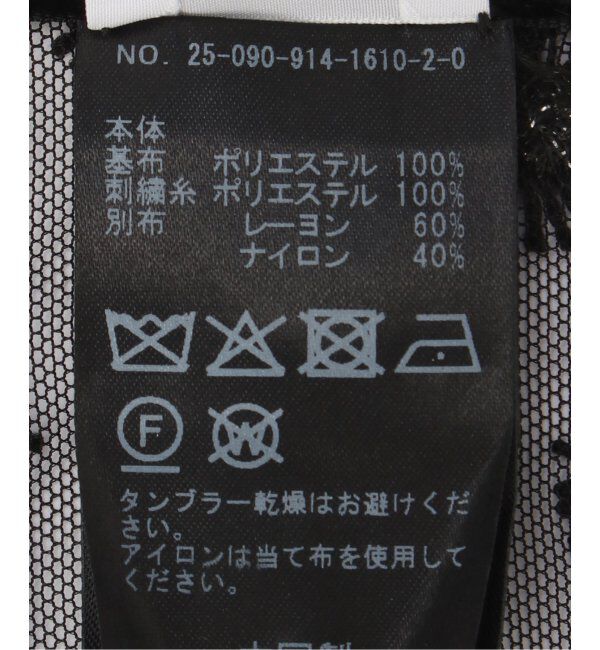 NO. 25-090-914-1610-2-0
本体
基布 ポリエステル 100%
刺繍糸 ポリエステル 100%
別布 レーヨン 60%
ナイロン 40%
F
W
タンブラー乾燥はお避けくだ
さい。
アイロンは当て布を使用して
ください。